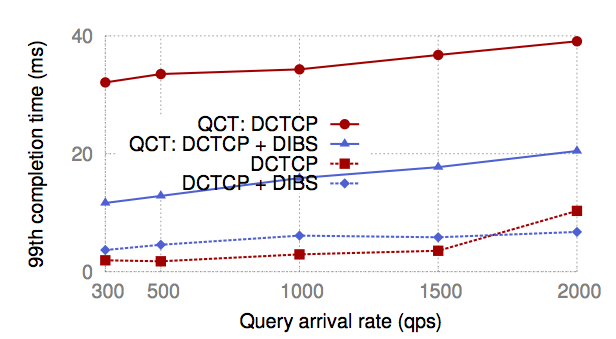 40
20
0
99th completion time (ms)
QCT: DCTCP
QCT: DCTCP + DIBS
DCTCP
DCTCP + DIBS
300 500 1000 1500 2000
Query arrival rate (qps)